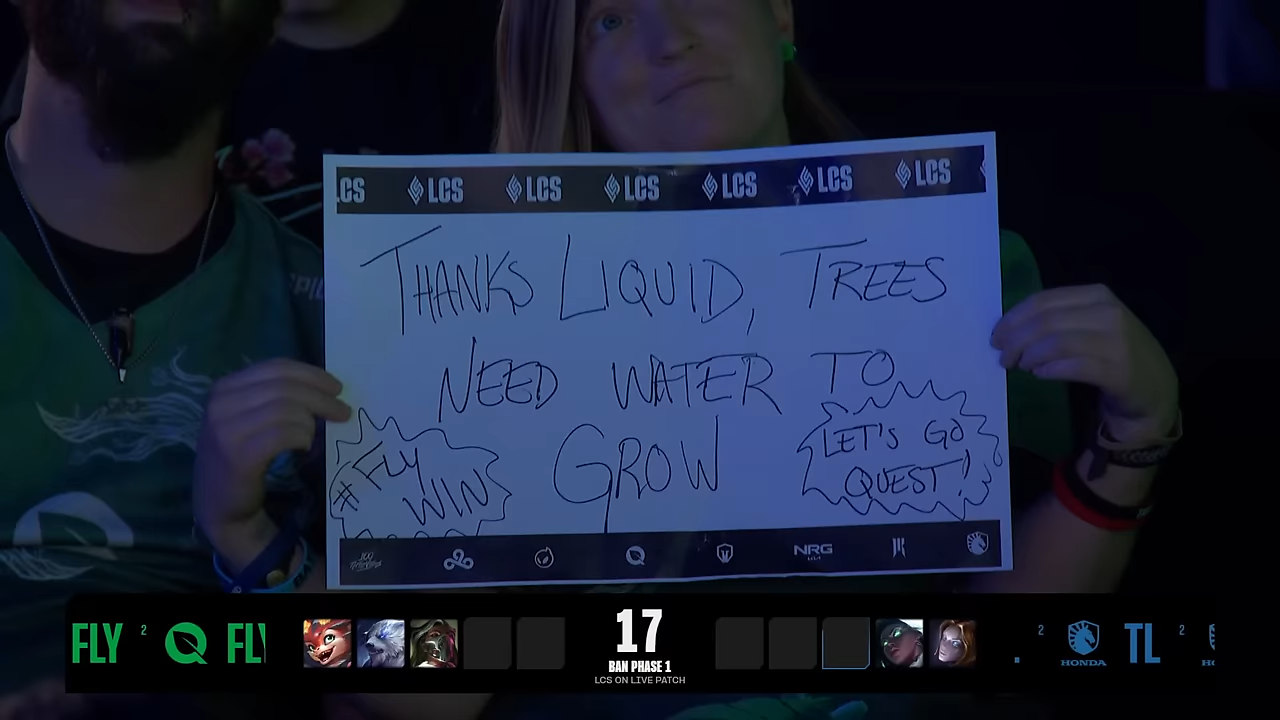 LCS LCS LCS LCS LCS LCS LCS
THANKS LIQUID, TREES
NEED WATER TO
GROW
#FLY
WIN
LET'S GO
QUEST!
NRG
FLY 2 FLY
17
BAN PHASE 1
LCS ON LIVE PATCH
2 HONDA TL 2